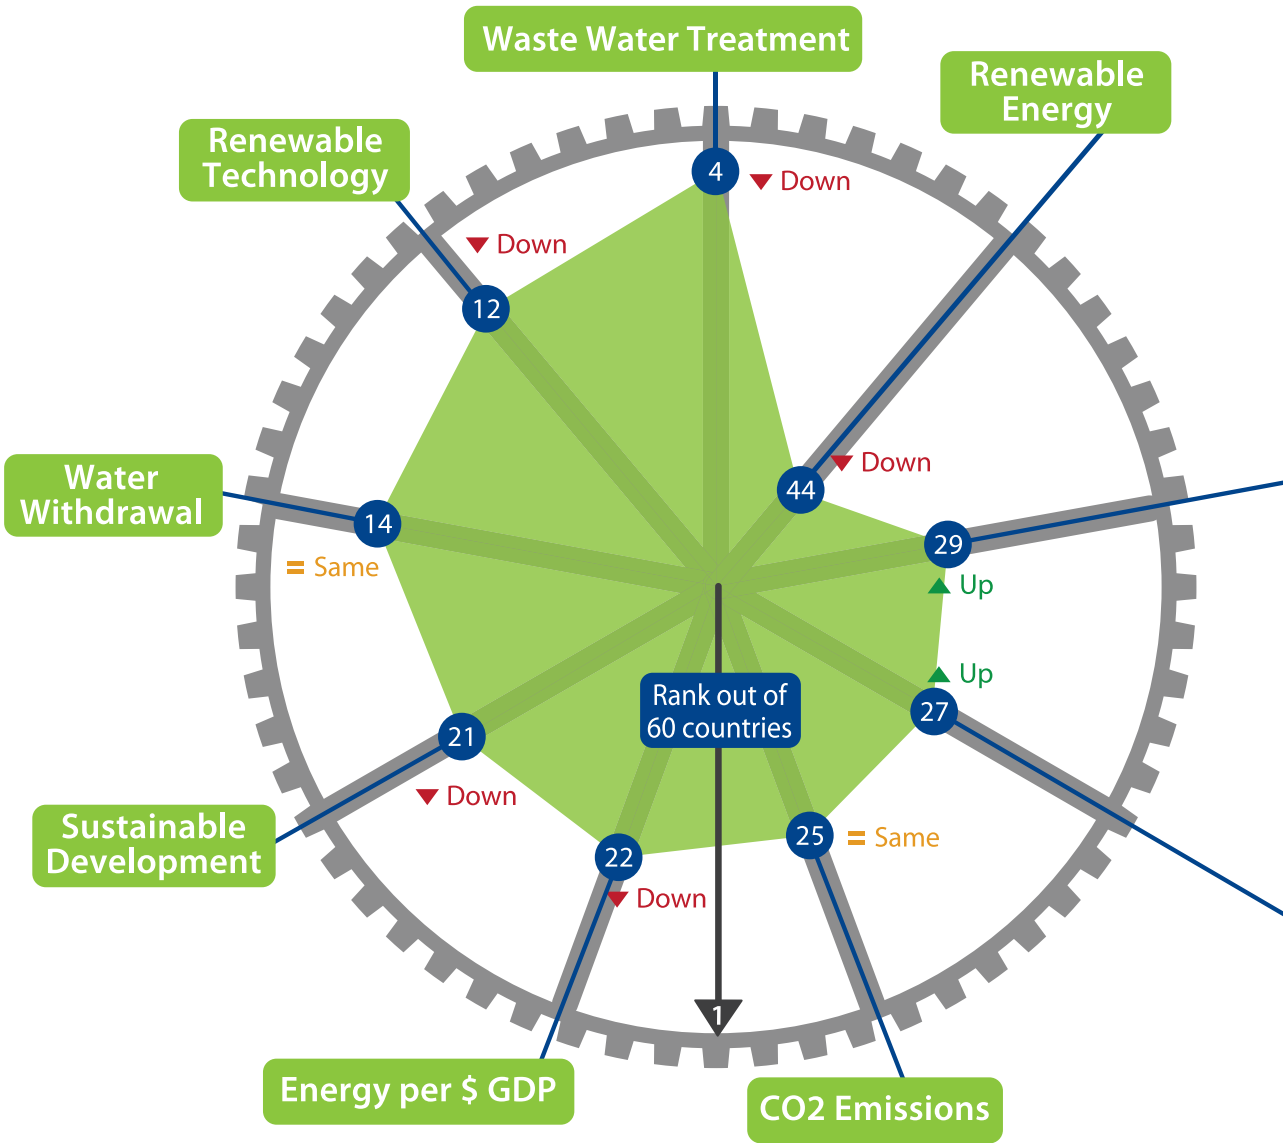 Waste Water Treatment
Renewable
Energy
Renewable
Technology
4
▼ Down
▼ Down
12
▼ Down
44
Water
Withdrawal
14
= Same
29
▲ Up
▲ Up
27
Rank out of
60 countries
21
▼ Down
Sustainable
Development
22
▼ Down
25
= Same
1
Energy per $ GDP
CO2 Emissions